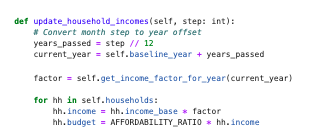 def update_household_incomes(self, step: int):
    # Convert month step to year offset
    years_passed = step // 12
    current_year = self.baseline_year + years_passed

    factor = self.get_income_factor_for_year(current_year)

    for hh in self.households:
        hh.income = hh.income_base * factor
        hh.budget = AFFORDABILITY_RATIO * hh.income